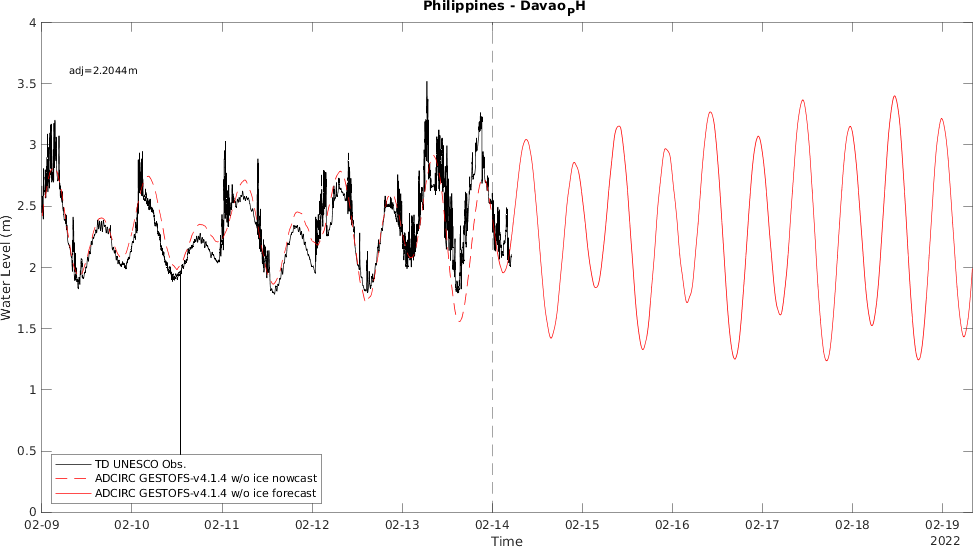 Philippines - DavaoPH
adj=2.2044m
4
3.5
3
2.5
2
1.5
1
0.5
0
Water Level (m)
TD UNESCO Obs.
ADCIRC GESTOFS-v4.1.4 w/o ice nowcast
ADCIRC GESTOFS-v4.1.4 w/o ice forecast
02-09 02-10 02-11 02-12 02-13 02-14 02-15 02-16 02-17 02-18 02-19
Time
2022